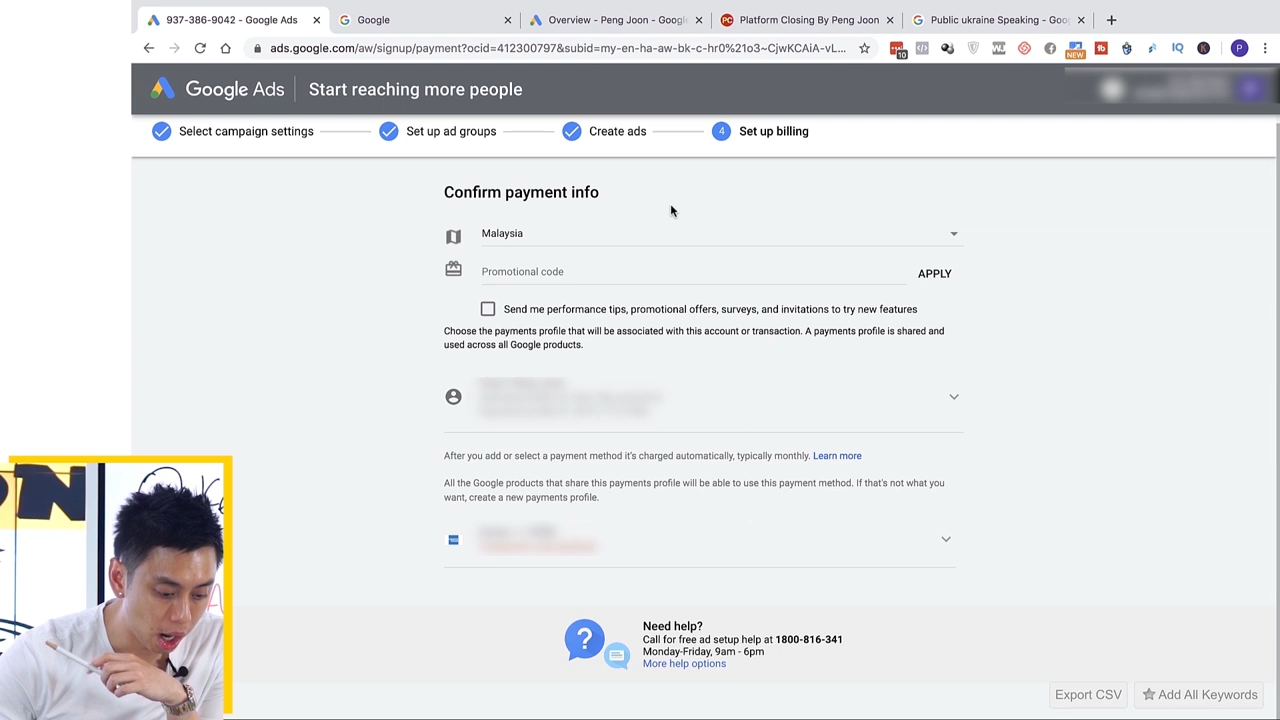 937-386-9042 - Google Ads
Google
Overview - Peng Joon - Google
Platform Closing By Peng Joon
Public ukraine Speaking - Goo
ads.google.com/aw/signup/payment?ocid=412300797&subid=my-en-ha-aw-bk-c-hr0%21o3~CjwKCAiA-vL...
10
NEW
IQ
P
Google Ads
Start reaching more people
Select campaign settings
Set up ad groups
Create ads
4 Set up billing
Confirm payment info
Malaysia
Promotional code
APPLY
Send me performance tips, promotional offers, surveys, and invitations to try new features
Choose the payments profile that will be associated with this account or transaction. A payments profile is shared and
used across all Google products.
After you add or select a payment method it's charged automatically, typically monthly. Learn more
All the Google products that share this payments profile will be able to use this payment method. If that's not what you
want, create a new payments profile.
Need help?
Call for free ad setup help at 1800-816-341
Monday-Friday, 9am - 6pm
More help options
Export CSV
Add All Keywords
ON